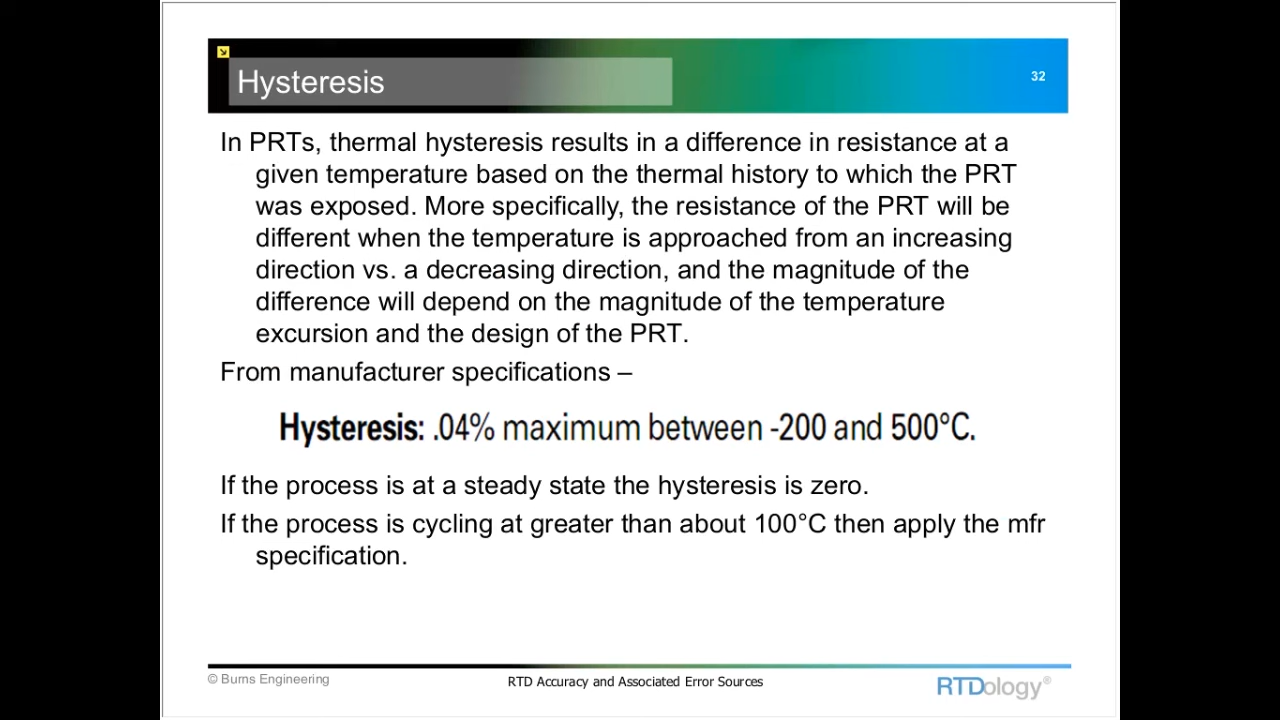 Hysteresis
32
In PRTs, thermal hysteresis results in a difference in resistance at a
given temperature based on the thermal history to which the PRT
was exposed. More specifically, the resistance of the PRT will be
different when the temperature is approached from an increasing
direction vs. a decreasing direction, and the magnitude of the
difference will depend on the magnitude of the temperature
excursion and the design of the PRT.
From manufacturer specifications –
Hysteresis: .04% maximum between -200 and 500°C.
If the process is at a steady state the hysteresis is zero.
If the process is cycling at greater than about 100°C then apply the mfr
specification.
© Burns Engineering
RTD Accuracy and Associated Error Sources
RTDology®